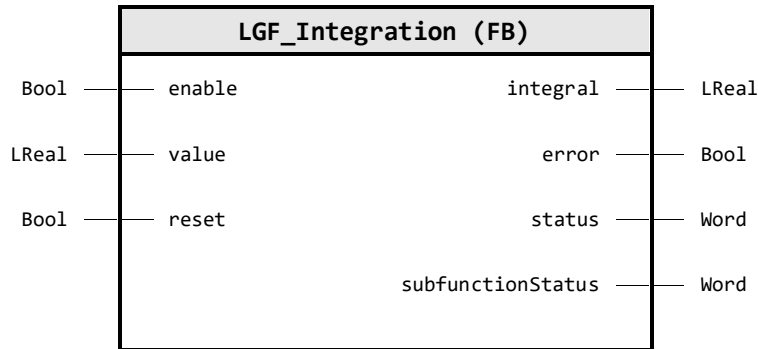 LGF_Integration (FB)
Bool enable integral LReal
LReal value error Bool
Bool reset status Word
subfunctionStatus Word